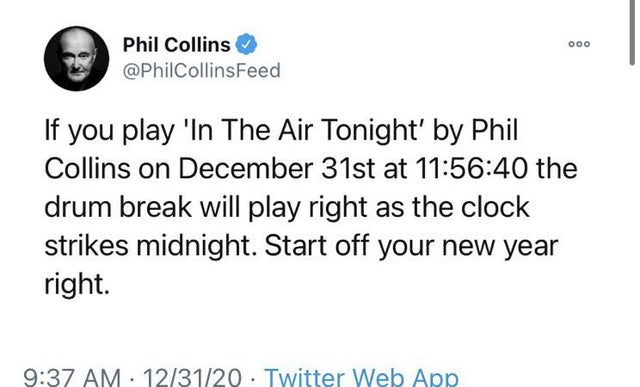 Phil Collins
@PhilCollinsFeed
If you play 'In The Air Tonight’ by Phil
Collins on December 31st at 11:56:40 the
drum break will play right as the clock
strikes midnight. Start off your new year
right.
9:37 AM · 12/31/20 · Twitter Web App